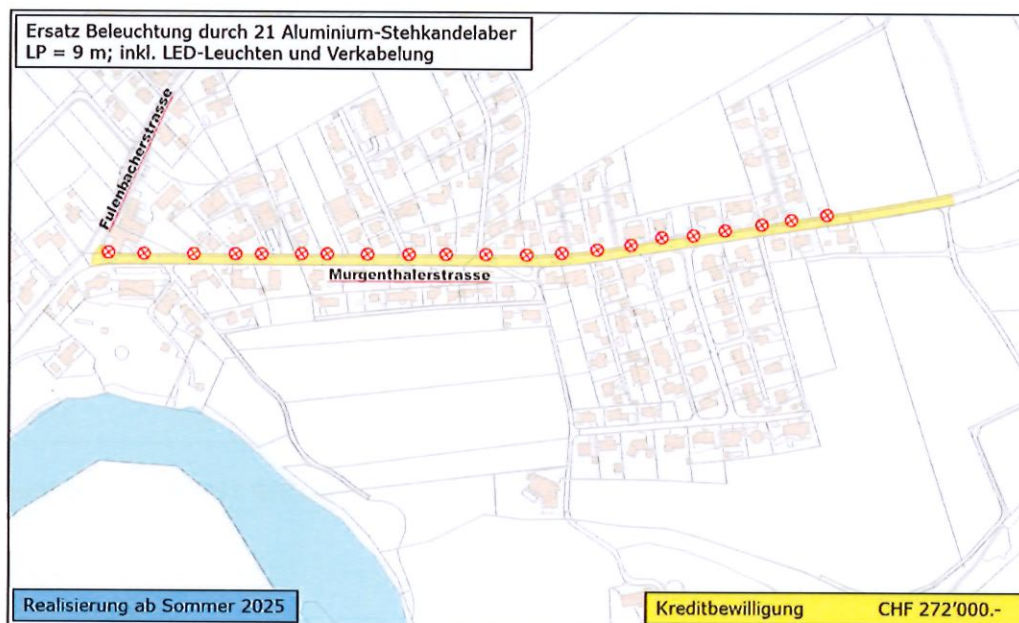 Ersatz Beleuchtung durch 21 Aluminium-Stehkandelaber
LP = 9 m; inkl. LED-Leuchten und Verkabelung
Fulenbacherstrasse
Murgenthalerstrasse
Realisierung ab Sommer 2025
Kreditbewilligung CHF 272'000.-